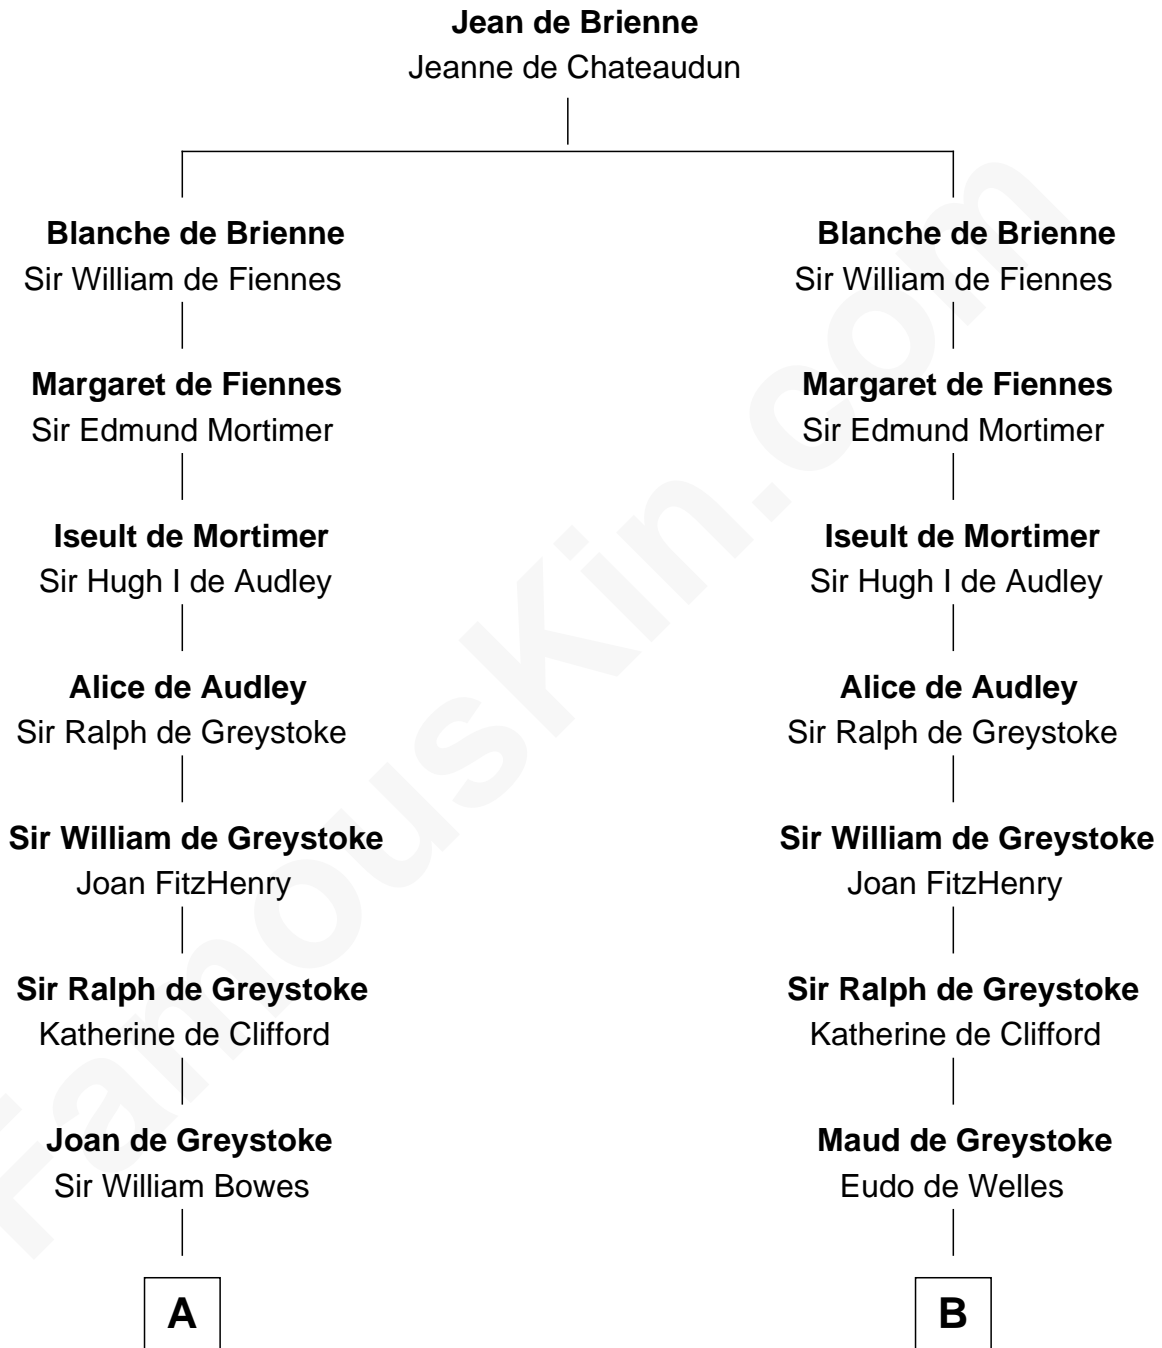 Jean de Brienne
Jeanne de Chateaudun
Blanche de Brienne
Sir William de Fiennes
Blanche de Brienne
Sir William de Fiennes
Margaret de Fiennes
Sir Edmund Mortimer
Margaret de Fiennes
Sir Edmund Mortimer
Iseult de Mortimer
Sir Hugh I de Audley
Iseult de Mortimer
Sir Hugh I de Audley
Alice de Audley
Sir Ralph de Greystoke
Alice de Audley
Sir Ralph de Greystoke
Sir William de Greystoke
Joan FitzHenry
Sir William de Greystoke
Joan FitzHenry
Sir Ralph de Greystoke
Katherine de Clifford
Sir Ralph de Greystoke
Katherine de Clifford
Joan de Greystoke
Sir William Bowes
Maud de Greystoke
Eudo de Welles
A
B
FamousKin.com